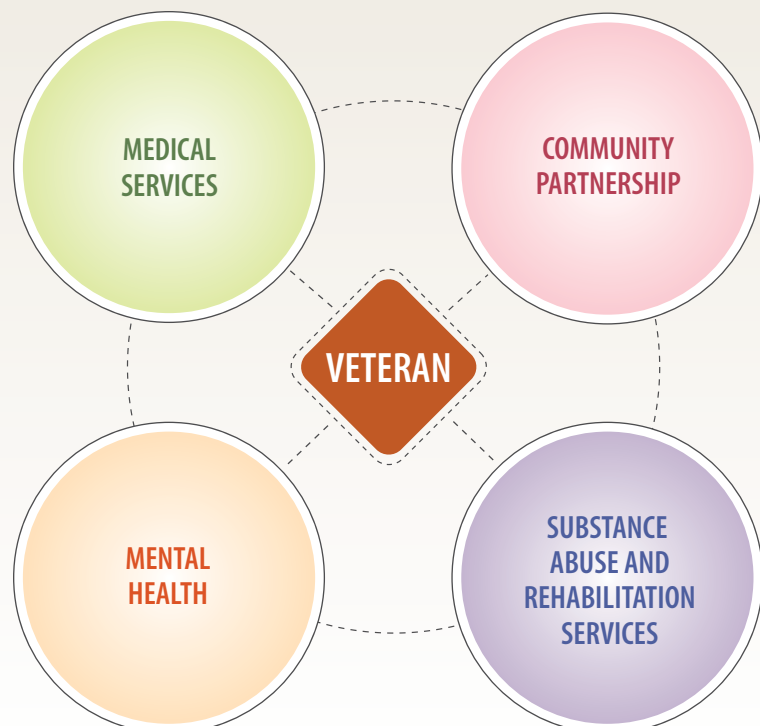 MEDICAL
SERVICES
COMMUNITY
PARTNERSHIP
VETERAN
MENTAL
HEALTH
SUBSTANCE
ABUSE AND
REHABILITATION
SERVICES